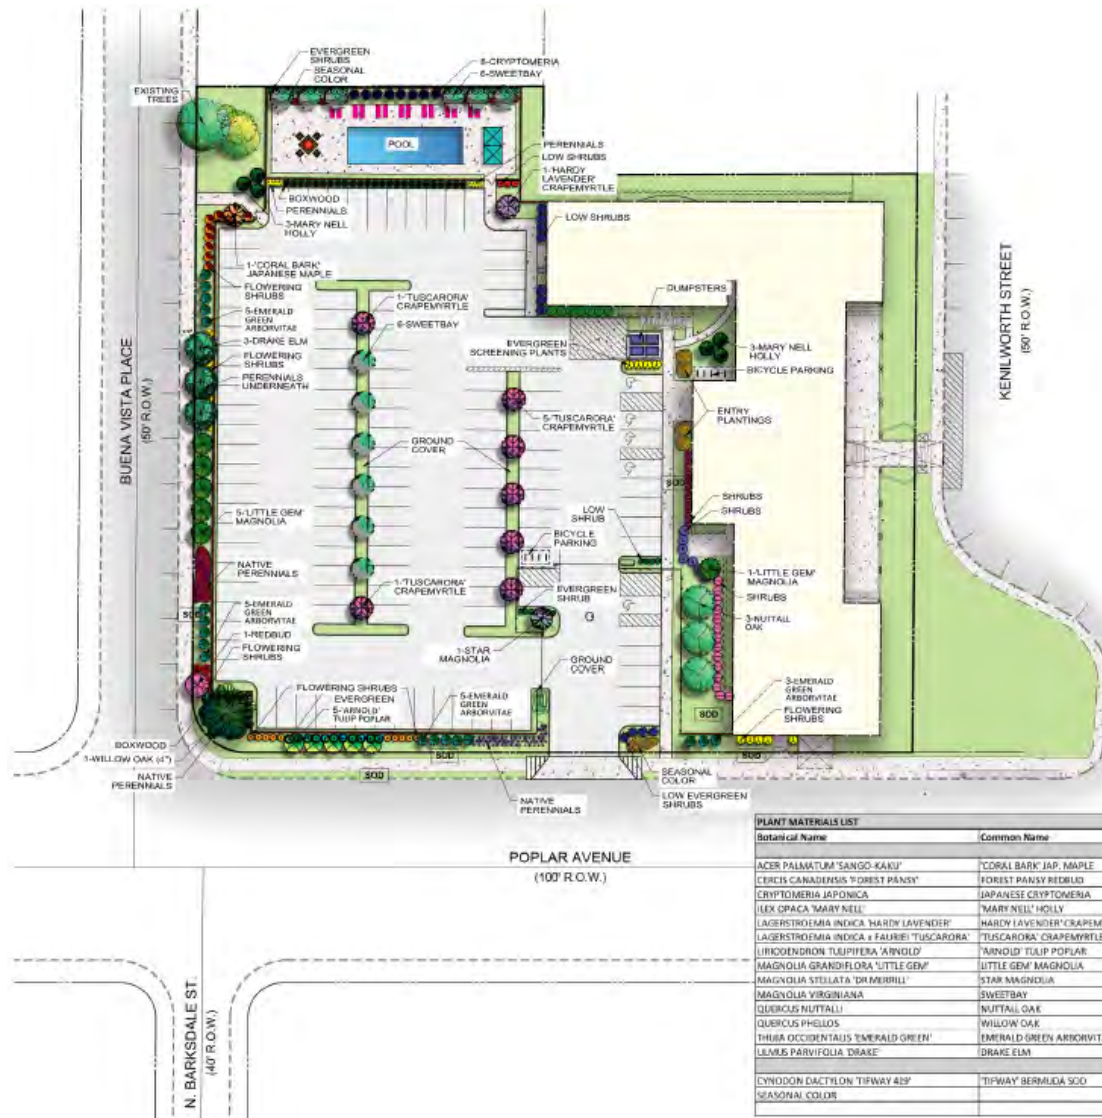 EVERGREEN
SHRUBS
SEASONAL
COLOR
8-CRYPTOMERIA
6-SWEETBAY
EXISTING
TREES
POOL
PERENNIALS
LOW SHRUBS
1-'HARDY
LAVENDER'
CRAPEMYRTLE
BOXWOOD
PERENNIALS
3-MARY NELL
HOLLY
LOW SHRUBS
1-'CORAL BARK'
JAPANESE MAPLE
FLOWERING
SHRUBS
5-EMERALD
GREEN
ARBORVITAE
3-DRAKE ELM
FLOWERING
SHRUBS
PERENNIALS
UNDERNEATH
1-'TUSCARORA'
CRAPEMYRTLE
6-SWEETBAY
DUMPSTERS
EVERGREEN
SCREENING PLANTS
3-MARY NELL
HOLLY
BICYCLE PARKING
5-'TUSCARORA'
CRAPEMYRTLE
ENTRY
PLANTINGS
GROUND
COVER
SOD
SHRUBS
SHRUBS
LOW
SHRUB
BICYCLE
PARKING
5-'LITTLE GEM'
MAGNOLIA
NATIVE
PERENNIALS
SOD
5-EMERALD
GREEN
ARBORVITAE
1-REDBUD
FLOWERING
SHRUBS
1-'TUSCARORA'
CRAPEMYRTLE
EVERGREEN
SHRUB
1-'LITTLE GEM'
MAGNOLIA
SHRUBS
3-NUTTALL
OAK
1-STAR
MAGNOLIA
GROUND
COVER
3-EMERALD
GREEN
ARBORVITAE
FLOWERING
SHRUBS
SOD
FLOWERING SHRUBS
EVERGREEN
5-'ARNOLD'
TULIP POPLAR
5-EMERALD
GREEN
ARBORVITAE
BOXWOOD
1-WILLOW OAK (4")
NATIVE
PERENNIALS
SOD
SOD
SOD
NATIVE
PERENNIALS
SEASONAL
COLOR
LOW EVERGREEN
SHRUBS
BUENA VISTA PLACE
(50' R.O.W.)
KENILWORTH STREET
(50' R.O.W.)
POPLAR AVENUE
(100' R.O.W.)
N. BARKSDALE ST.
(40' R.O.W.)
PLANT MATERIALS LIST
Botanical Name Common Name
ACER PALMATUM 'SANGO-KAKU' 'CORAL BARK' JAP. MAPLE
CERCIS CANADENSIS 'FOREST PANSY' FOREST PANSY REDBUD
CRYPTOMERIA JAPONICA JAPANESE CRYPTOMERIA
ILEX OPACA 'MARY NELL' 'MARY NELL' HOLLY
LAGERSTROEMIA INDICA 'HARDY LAVENDER' HARDY LAVENDER' CRAPEM
LAGERSTROEMIA INDICA x FAURIEI 'TUSCARORA' 'TUSCARORA' CRAPEMYRTLE
LIRIODENDRON TULIPIFERA 'ARNOLD' 'ARNOLD' TULIP POPLAR
MAGNOLIA GRANDIFLORA 'LITTLE GEM' LITTLE GEM' MAGNOLIA
MAGNOLIA STELLATA 'DR MERRILL' STAR MAGNOLIA
MAGNOLIA VIRGINIANA SWEETBAY
QUERCUS NUTTALLI NUTTALL OAK
QUERCUS PHELLOS WILLOW OAK
THUJA OCCIDENTALIS 'EMERALD GREEN' EMERALD GREEN ARBORVIT
ULMUS PARVIFOLIA 'DRAKE' DRAKE ELM
CYNODON DACTYLON 'TIFWAY 419' 'TIFWAY' BERMUDA SOD
SEASONAL COLOR